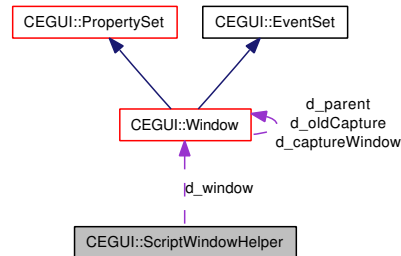 CEGUI::PropertySet
CEGUI::EventSet
CEGUI::Window
d_parent
d_oldCapture
d_captureWindow
d_window
CEGUI::ScriptWindowHelper